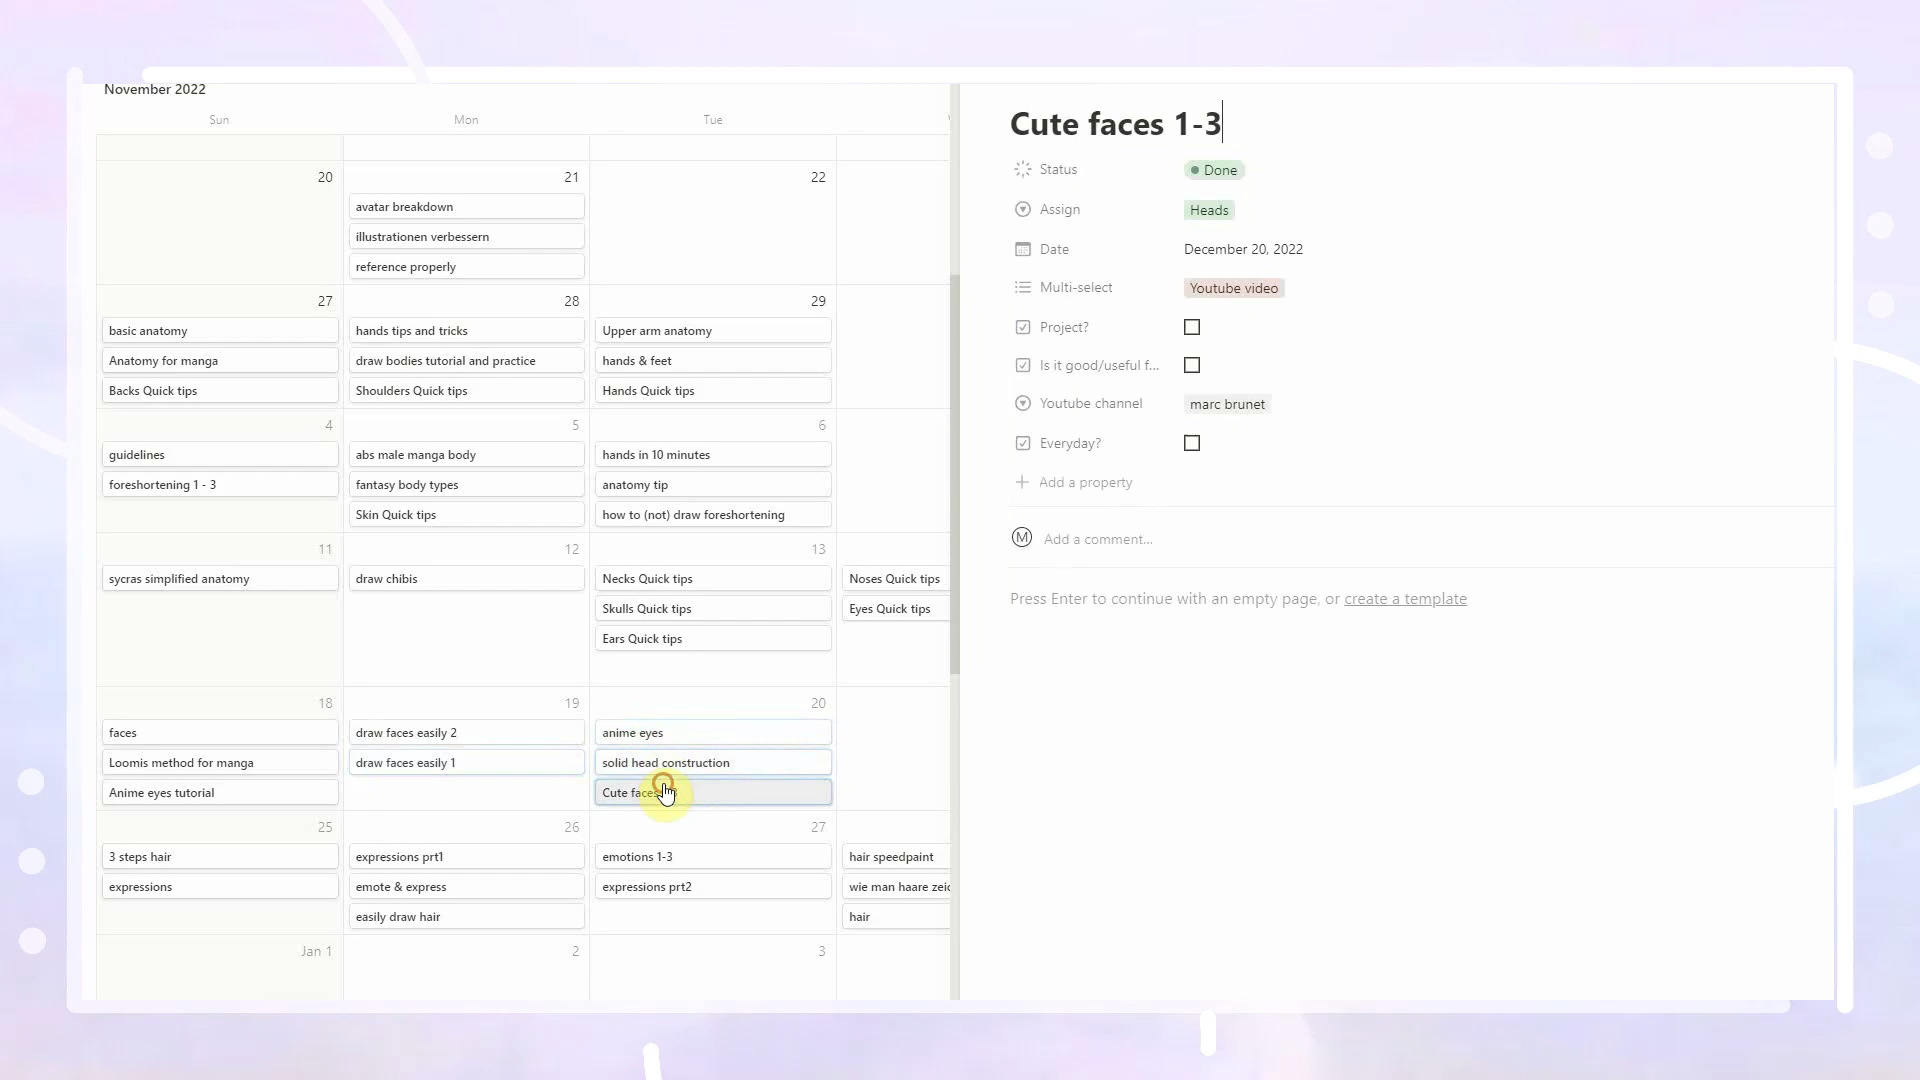 November 2022
Sun
Mon
Tue
20
21
22
avatar breakdown
illustrationen verbessern
reference properly
27
28
29
basic anatomy
hands tips and tricks
Upper arm anatomy
Anatomy for manga
draw bodies tutorial and practice
hands & feet
Backs Quick tips
Shoulders Quick tips
Hands Quick tips
4
5
6
guidelines
abs male manga body
hands in 10 minutes
foreshortening 1 - 3
fantasy body types
anatomy tip
Skin Quick tips
how to (not) draw foreshortening
11
12
13
sycras simplified anatomy
draw chibis
Necks Quick tips
Noses Quick tips
Skulls Quick tips
Eyes Quick tips
Ears Quick tips
18
19
20
faces
draw faces easily 2
anime eyes
Loomis method for manga
draw faces easily 1
solid head construction
Anime eyes tutorial
Cute faces
25
26
27
3 steps hair
expressions prt1
emotions 1-3
hair speedpaint
expressions
emote & express
expressions prt2
wie man haare zeic
easily draw hair
hair
Jan 1
2
3
Cute faces 1-3
Status
Done
Assign
Heads
Date
December 20, 2022
Multi-select
Youtube video
Project?
Is it good/useful f...
Youtube channel
marc brunet
Everyday?
Add a property
M
Add a comment...
Press Enter to continue with an empty page, or create a template